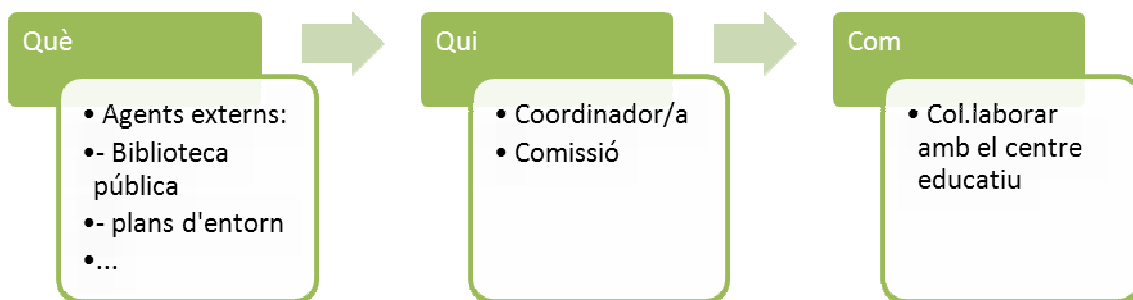 Què
• Agents externs:
•- Biblioteca
pública
•- plans d'entorn
•...
Qui
• Coordinador/a
• Comissió
Com
• Col.laborar
amb el centre
educatiu